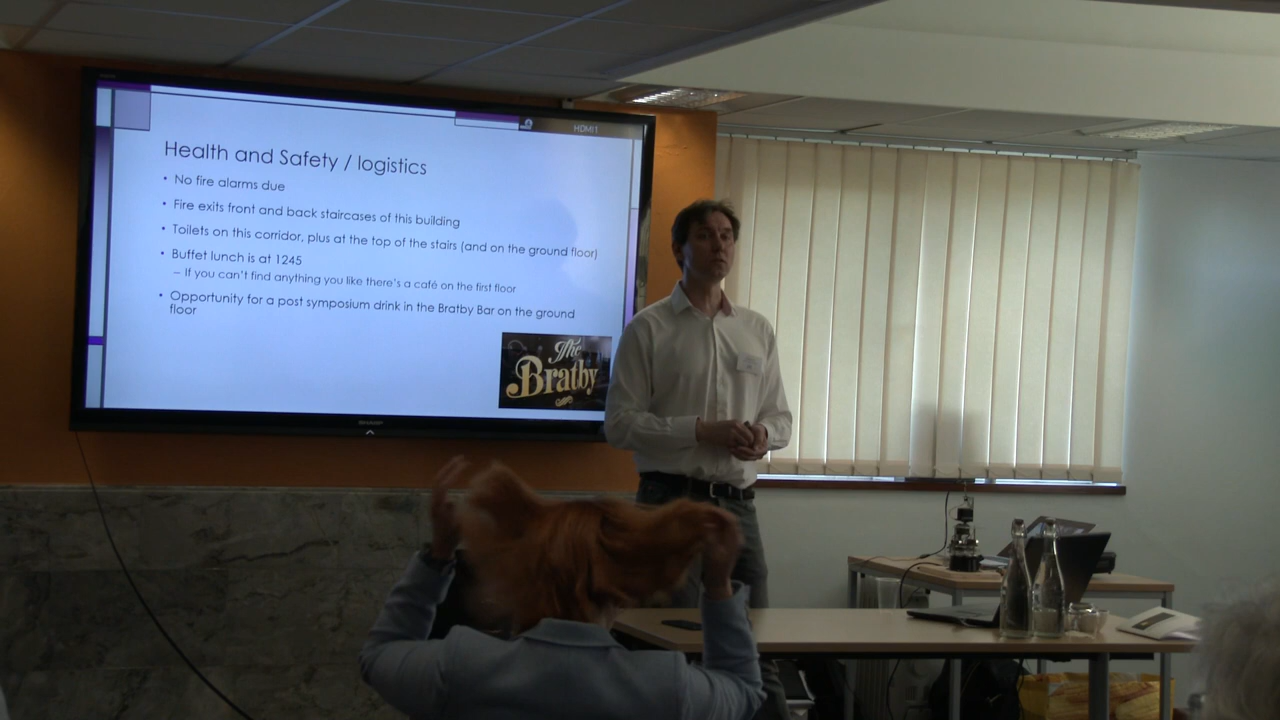 HDMI1
Health and Safety / logistics
• No fire alarms due
• Fire exits front and back staircases of this building
• Toilets on this corridor, plus at the top of the stairs (and on the ground floor)
• Buffet lunch is at 1245
– If you can't find anything you like there's a café on the first floor
• Opportunity for a post symposium drink in the Bratby Bar on the ground
floor
The
Bratby
SHARP